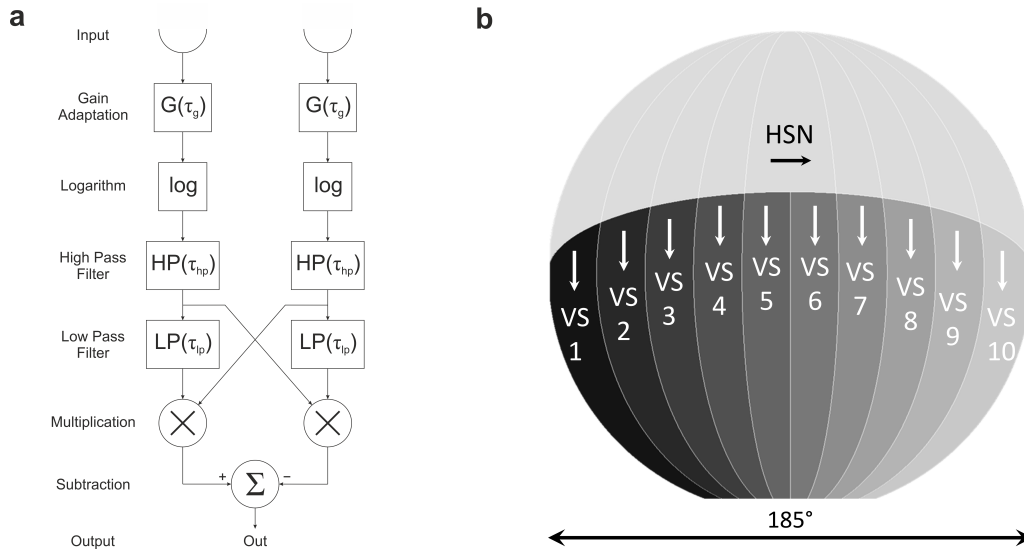 a
Input
Gain
Adaptation
G(τg)
G(τg)
Logarithm
log
log
High Pass
Filter
HP(τhp)
HP(τhp)
Low Pass
Filter
LP(τlp)
LP(τlp)
Multiplication
Subtraction
+
Σ
−
Output
Out
b
HSN
VS
1
VS
2
VS
3
VS
4
VS
5
VS
6
VS
7
VS
8
VS
9
VS
10
185°